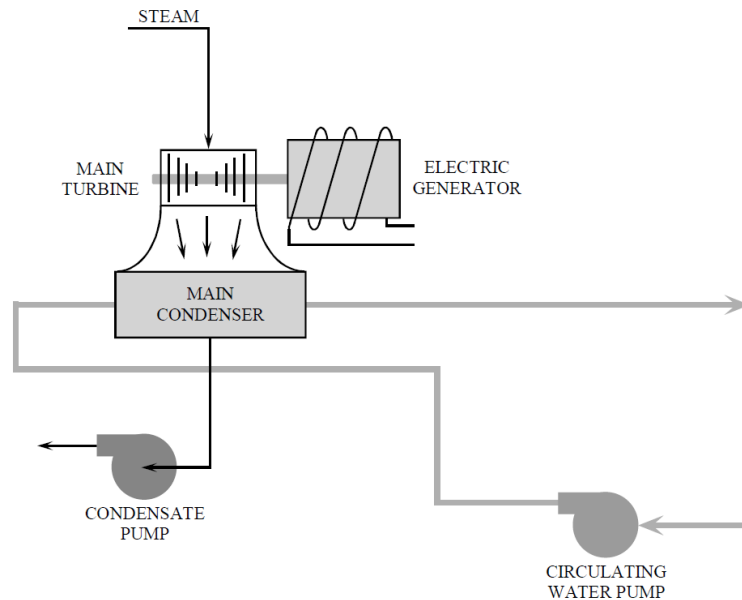 STEAM
MAIN
TURBINE
ELECTRIC
GENERATOR
MAIN
CONDENSER
CONDENSATE
PUMP
CIRCULATING
WATER PUMP